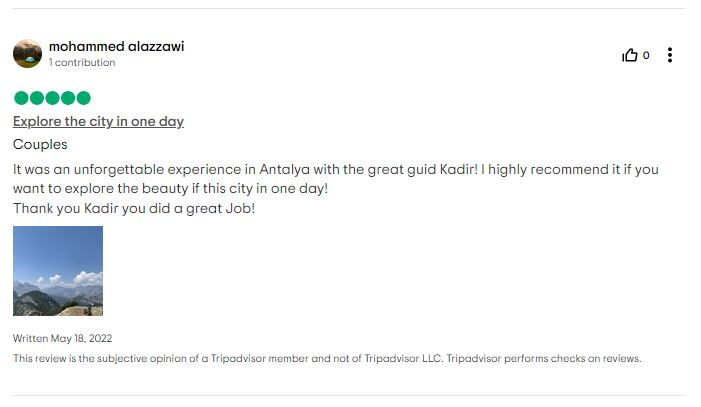 mohammed alazzawi
1 contribution
0
Explore the city in one day
Couples
It was an unforgettable experience in Antalya with the great guid Kadir! I highly recommend it if you
want to explore the beauty if this city in one day!
Thank you Kadir you did a great Job!
Written May 18, 2022
This review is the subjective opinion of a Tripadvisor member and not of Tripadvisor LLC. Tripadvisor performs checks on reviews.